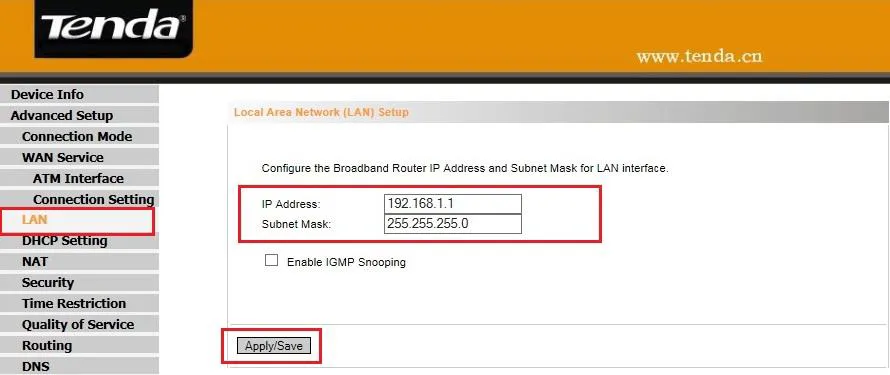 Tenda®
www.tenda.cn
Device Info
Advanced Setup
Connection Mode
WAN Service
ATM Interface
Connection Setting
LAN
DHCP Setting
NAT
Security
Time Restriction
Quality of Service
Routing
DNS
Local Area Network (LAN) Setup
Configure the Broadband Router IP Address and Subnet Mask for LAN interface.
IP Address: 192.168.1.1
Subnet Mask: 255.255.255.0
Enable IGMP Snooping
Apply/Save